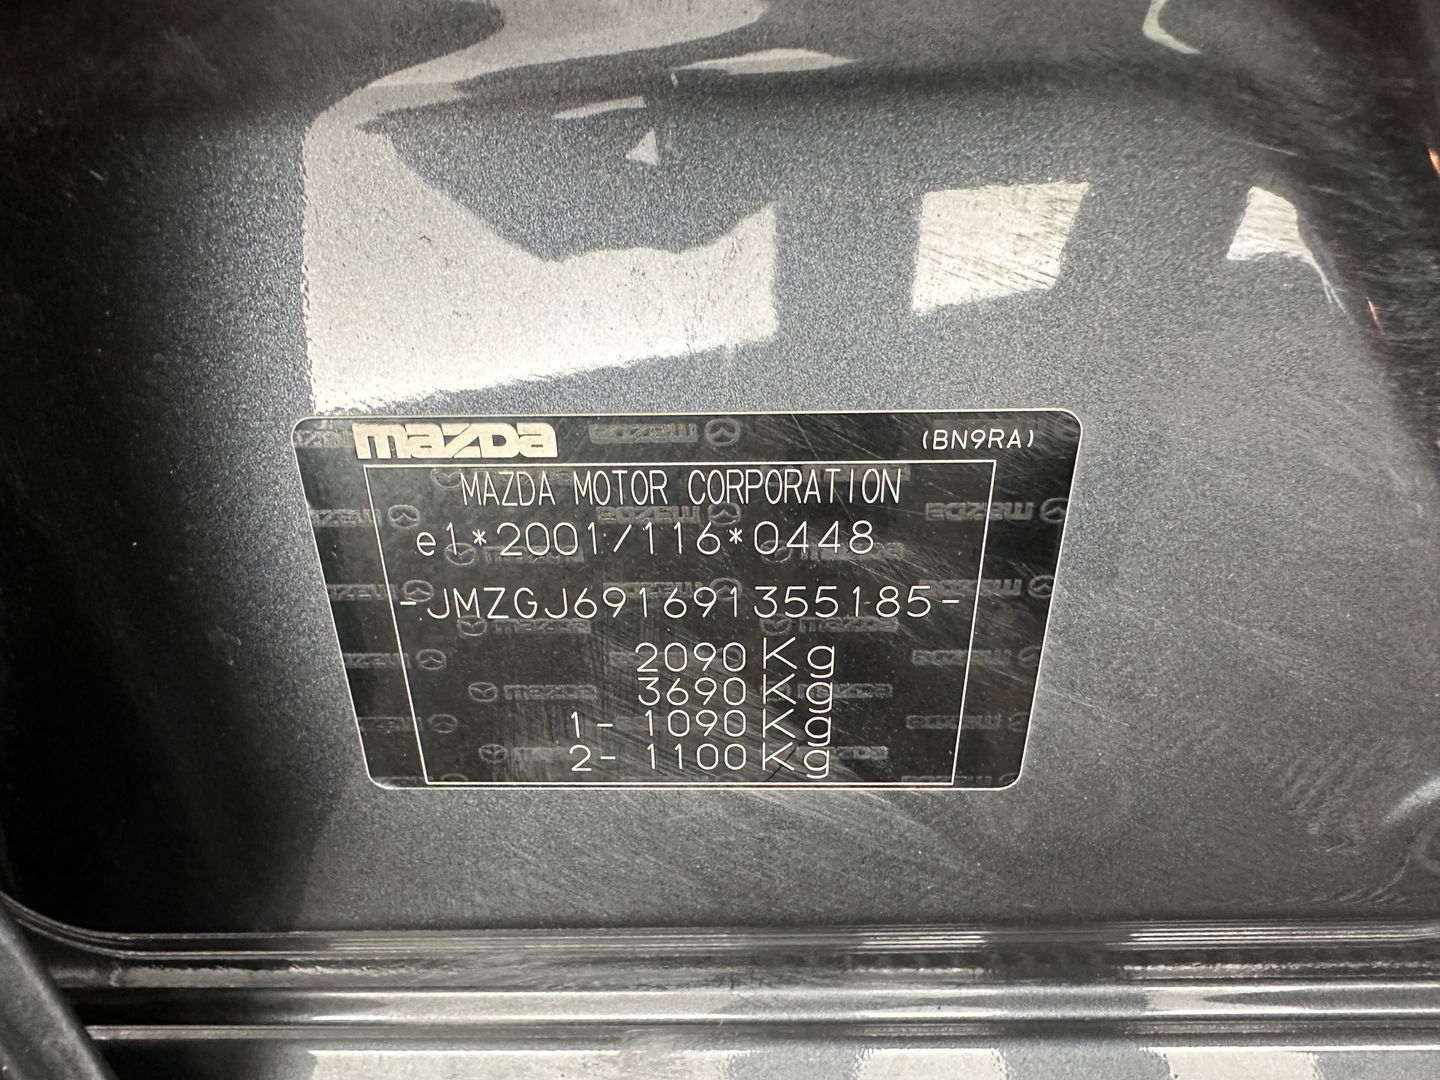 mazda
(BN9RA)
MAZDA MOTOR CORPORATION
e1*2001/116*0448
-JMZGJ691691355185-
2090 Kg
3690 Kg
1- 1090 Kg
2- 1100 Kg